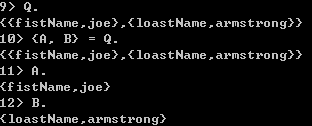 9> Q.
{{fistName,joe},{loastName,armstrong}}
10> {A, B} = Q.
{{fistName,joe},{loastName,armstrong}}
11> A.
{fistName,joe}
12> B.
{loastName,armstrong}